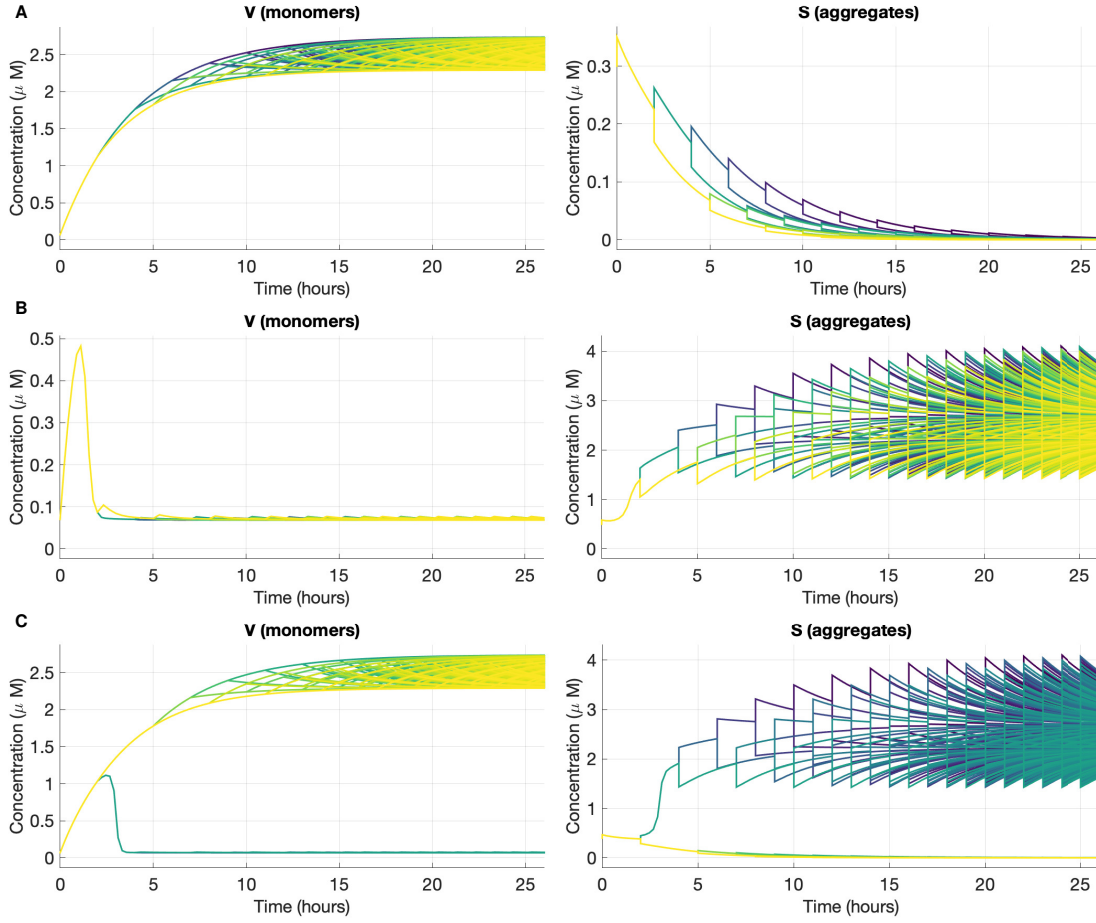 A
V (monomers)
S (aggregates)
Concentration (μ M)
2.5
2
1.5
1
0.5
0
0 5 10 15 20 25
Time (hours)
Concentration (μ M)
0.3
0.2
0.1
0
0 5 10 15 20 25
Time (hours)
B
V (monomers)
S (aggregates)
Concentration (μ M)
0.5
0.4
0.3
0.2
0.1
0
0 5 10 15 20 25
Time (hours)
Concentration (μ M)
4
3
2
1
0
0 5 10 15 20 25
Time (hours)
C
V (monomers)
S (aggregates)
Concentration (μ M)
2.5
2
1.5
1
0.5
0
0 5 10 15 20 25
Time (hours)
Concentration (μ M)
4
3
2
1
0
0 5 10 15 20 25
Time (hours)